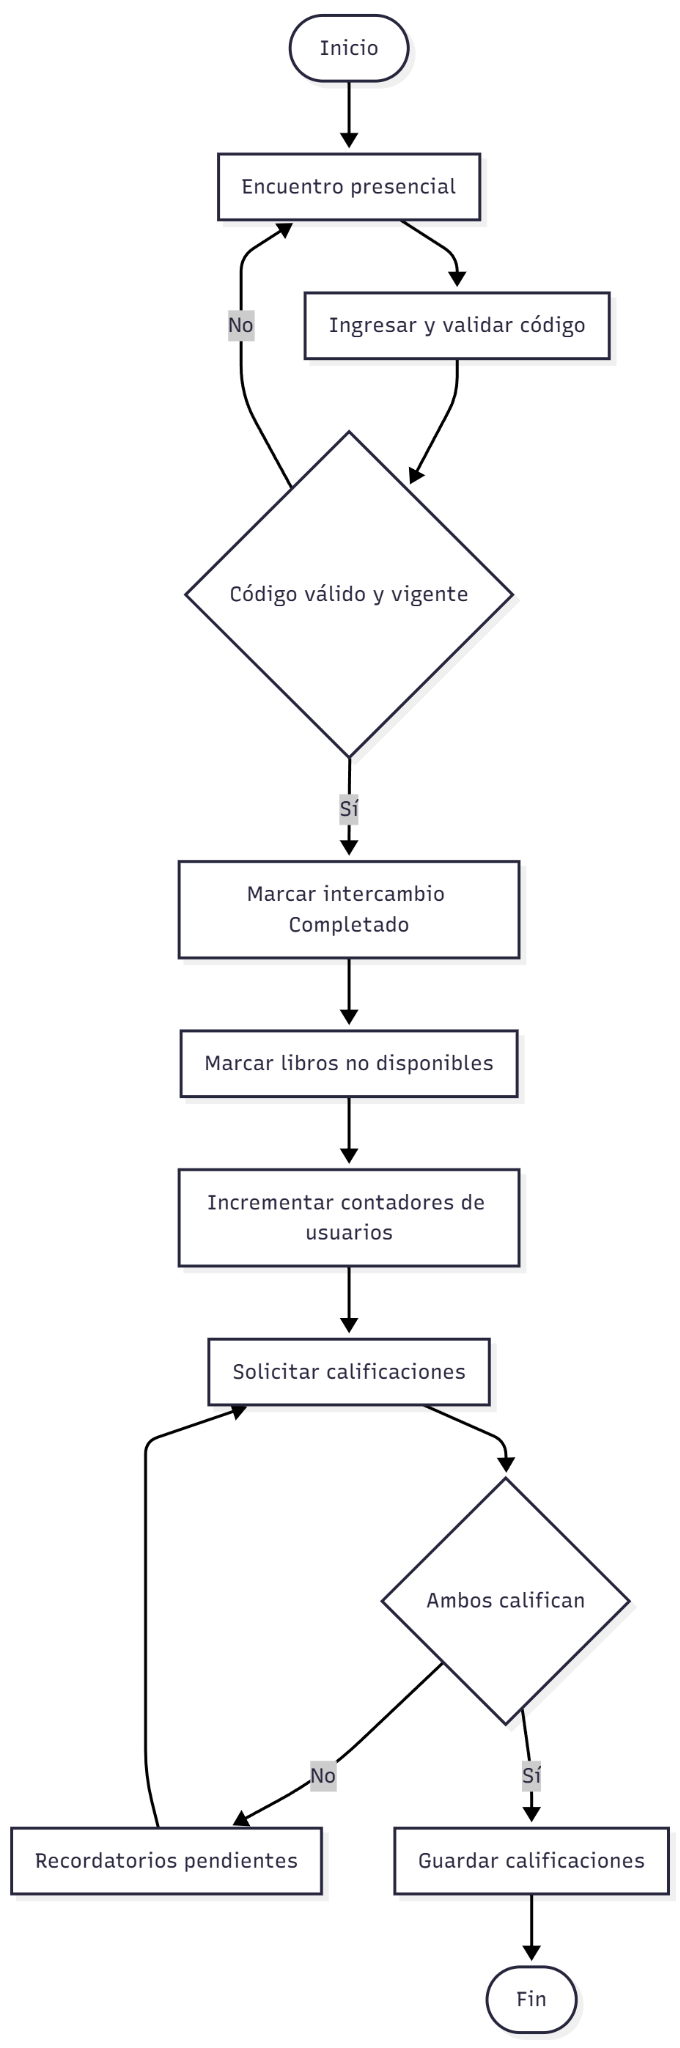 Inicio
Encuentro presencial
No
Ingresar y validar código
Código válido y vigente
Sí
Marcar intercambio
Completado
Marcar libros no disponibles
Incrementar contadores de
usuarios
Solicitar calificaciones
Ambos califican
No
Sí
Recordatorios pendientes
Guardar calificaciones
Fin